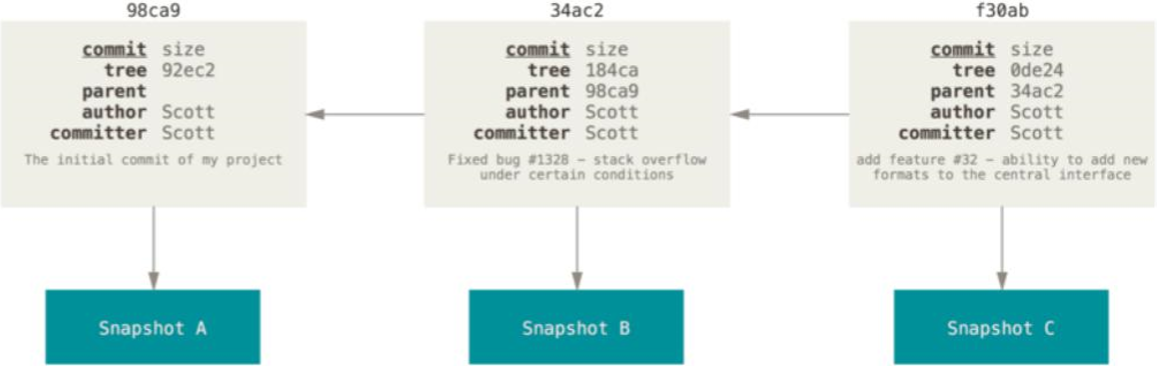 98ca9
commit size
tree 92ec2
parent
author Scott
committer Scott
The initial commit of my project
Snapshot A
34ac2
commit size
tree 184ca
parent 98ca9
author Scott
committer Scott
Fixed bug #1328 – stack overflow
under certain conditions
Snapshot B
f30ab
commit size
tree 0de24
parent 34ac2
author Scott
committer Scott
add feature #32 – ability to add new
formats to the central interface
Snapshot C